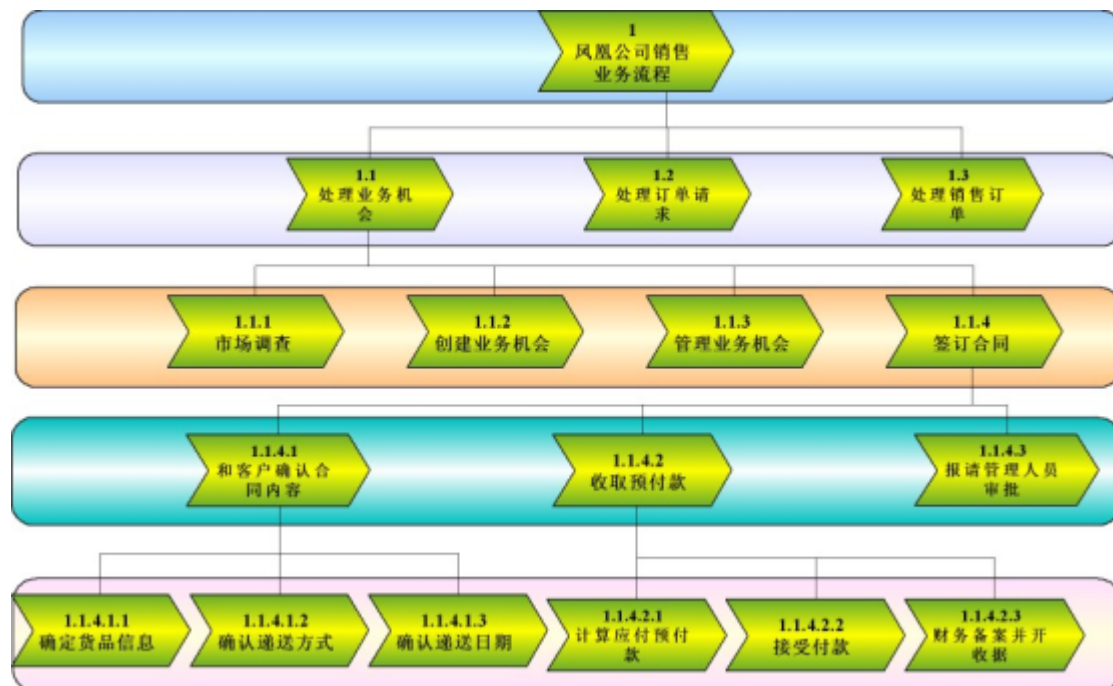 1
凤凰公司销售
业务流程
1.1
处理业务机
会
1.2
处理订单请
求
1.3
处理销售订
单
1.1.1
市场调查
1.1.2
创建业务机会
1.1.3
管理业务机会
1.1.4
签订合同
1.1.4.1
和客户确认合
同内容
1.1.4.2
收取预付款
1.1.4.3
报请管理人员
审批
1.1.4.1.1
确定货品信息
1.1.4.1.2
确认递送方式
1.1.4.1.3
确认递送日期
1.1.4.2.1
计算应付预付
款
1.1.4.2.2
接受付款
1.1.4.2.3
财务备案并开
收据